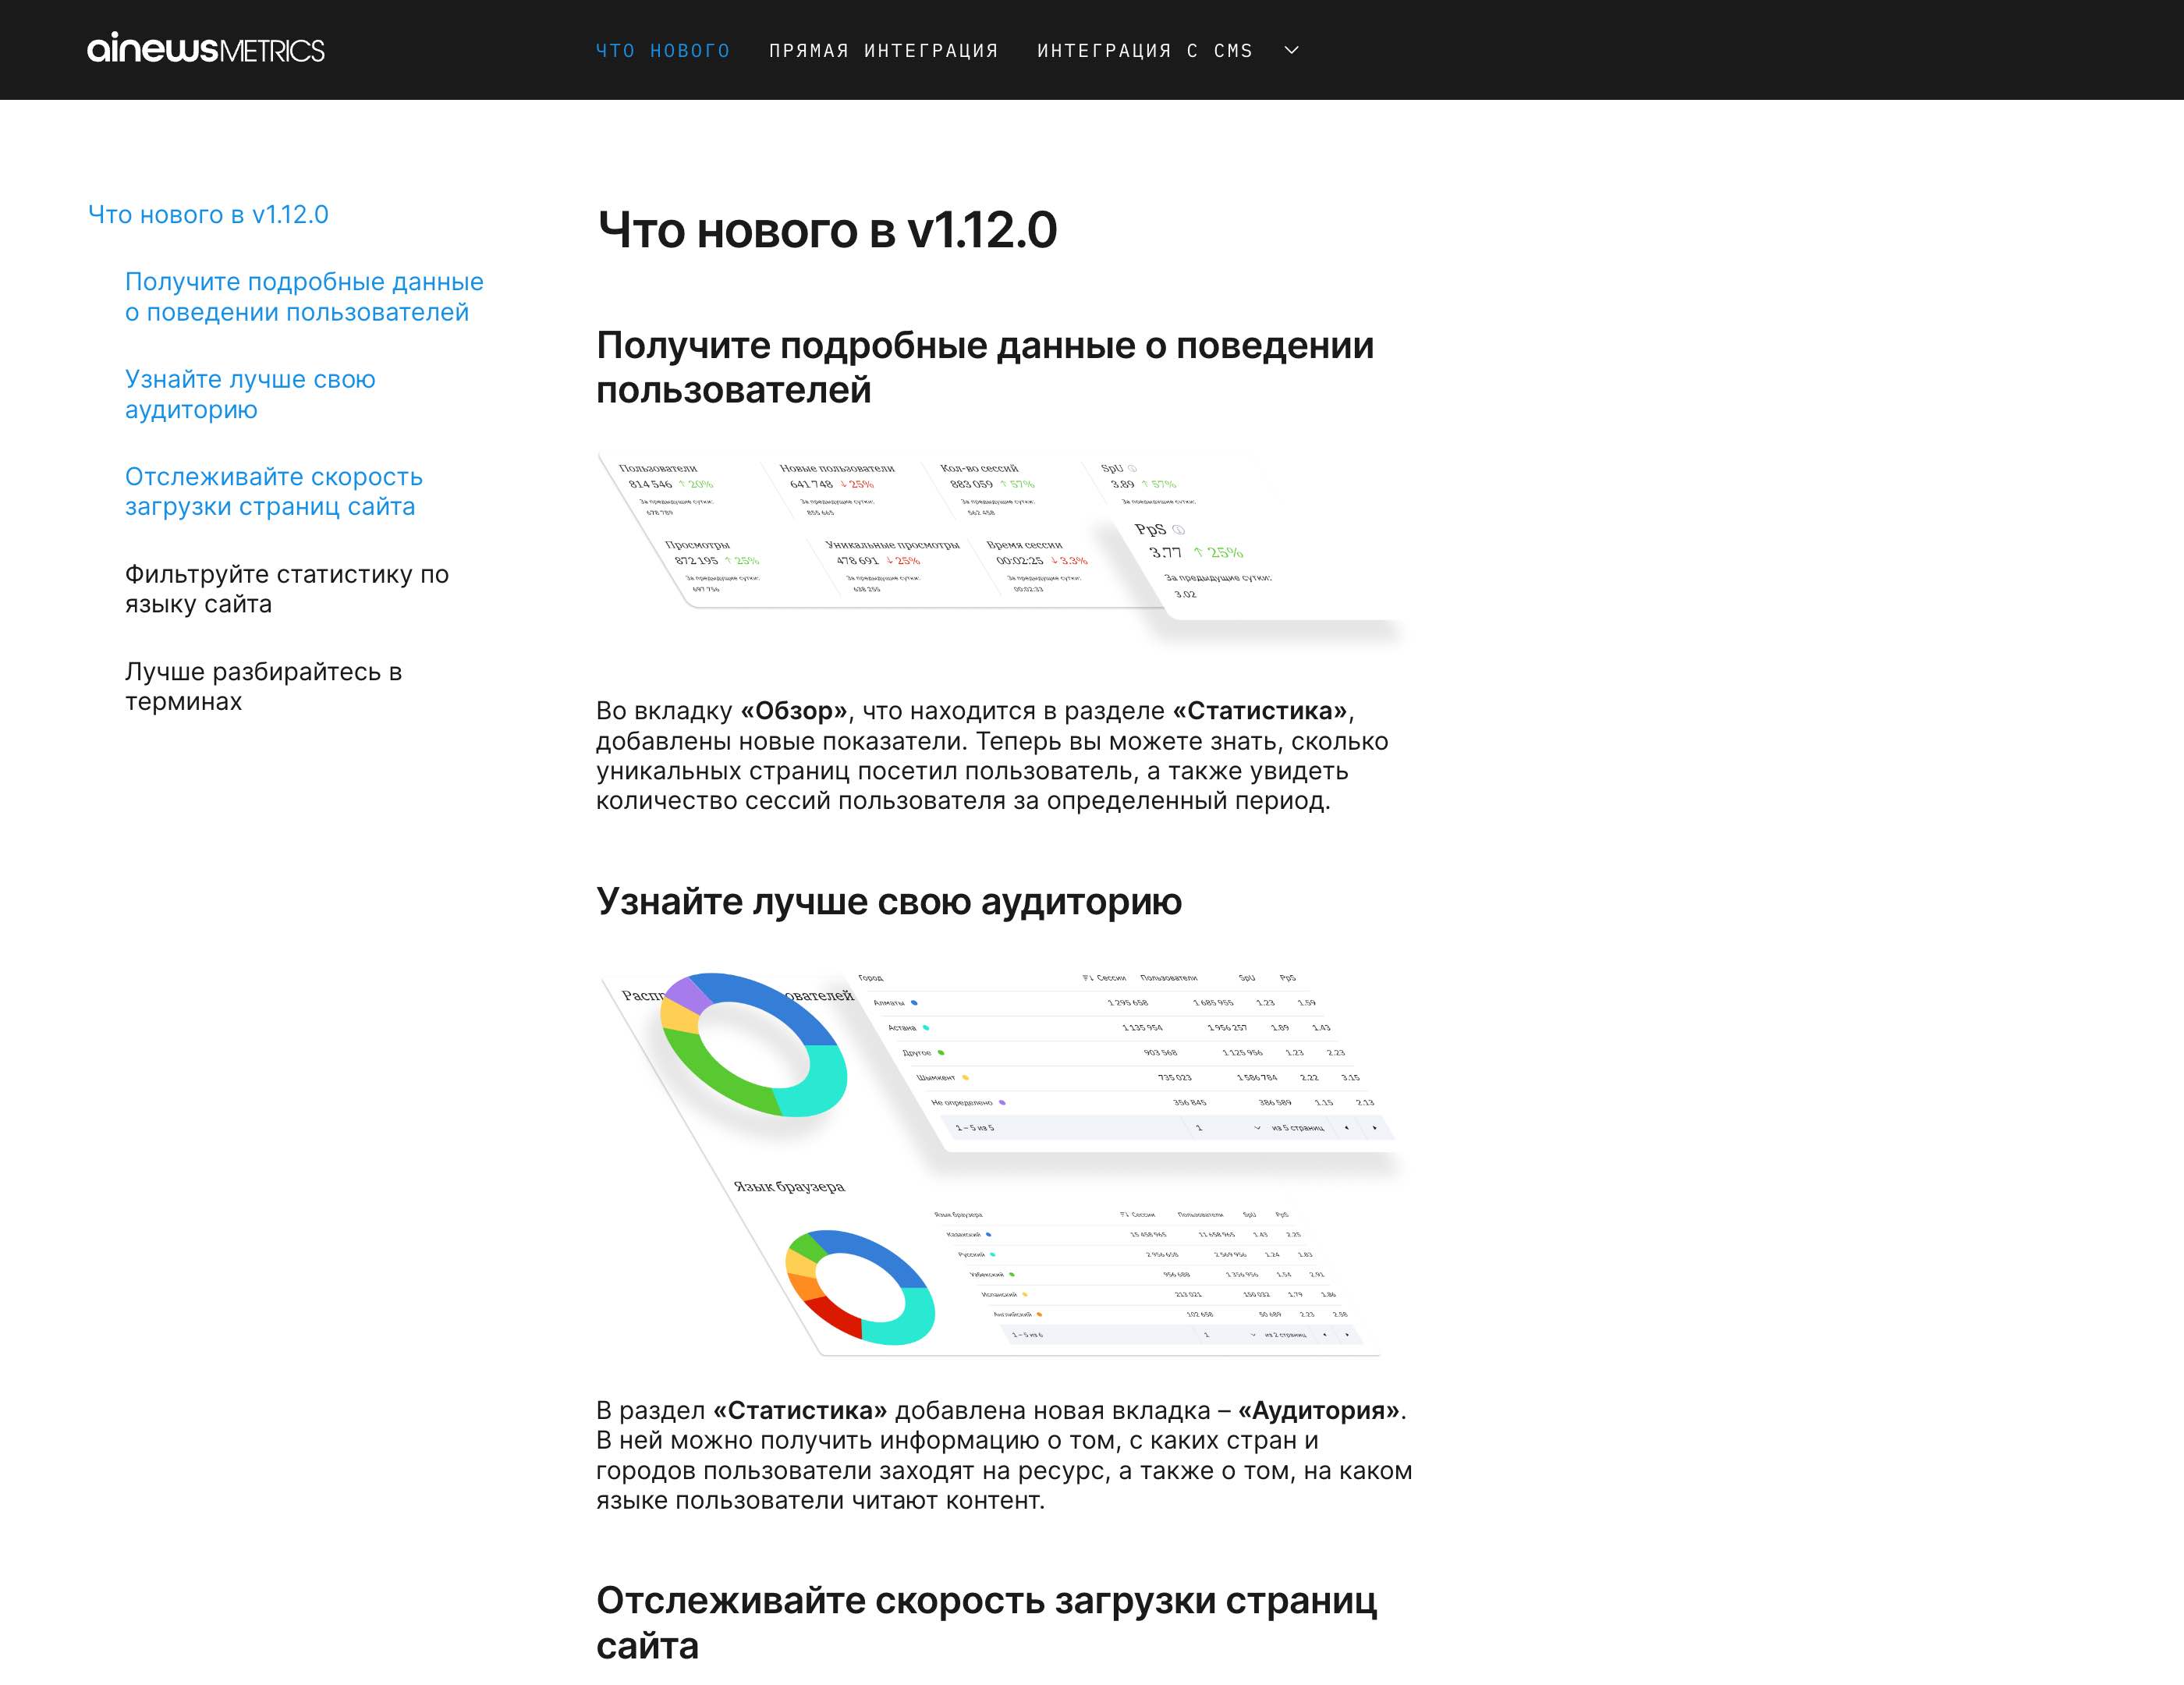 ainewsMETRICS
ЧТО НОВОГО ПРЯМАЯ ИНТЕГРАЦИЯ ИНТЕГРАЦИЯ С CMS
Что нового в v1.12.0
Получите подробные данные
о поведении пользователей
Узнайте лучше свою
аудиторию
Отслеживайте скорость
загрузки страниц сайта
Фильтруйте статистику по
языку сайта
Лучше разбирайтесь в
терминах
Что нового в v1.12.0
Получите подробные данные о поведении
пользователей
Пользователи Новые пользователи Кол-во сессий SpU
814 546 ↑ 20% 641 748 ↓ 25% 883 059 ↑ 57% 3.89 ↑ 57%
За предыдущие сутки: За предыдущие сутки: За предыдущие сутки: За предыдущие сутки:
678 789 855 665 562 458
PpS
3.77 ↑ 25%
За предыдущие сутки:
3.02
Просмотры Уникальные просмотры Время сессии
872 195 ↑ 25% 478 691 ↓ 25% 00:02:25 ↓ 3.3%
За предыдущие сутки: За предыдущие сутки: За предыдущие сутки:
697 756 638 255 00:02:33
Во вкладку «Обзор», что находится в разделе «Статистика»,
добавлены новые показатели. Теперь вы можете знать, сколько
уникальных страниц посетил пользователь, а также увидеть
количество сессий пользователя за определенный период.
Узнайте лучше свою аудиторию
Город Сессии Пользователи SpU PpS
Алматы 1 295 658 1 685 955 1.23 1.59
Астана 1 135 954 1 956 257 1.89 1.43
Другое 903 568 1 125 956 1.23 2.23
Шымкент 735 023 1 586 784 2.22 3.15
Не определено 356 845 386 589 1.15 2.13
1 – 5 из 5 1 из 5 страниц
Язык браузера
Язык браузера Сессии Пользователи SpU PpS
Казахский 15 458 965 11 658 965 1.43 2.25
Русский 2 956 658 2 569 956 1.24 1.83
Узбекский 956 688 1 356 956 1.54 2.91
Испанский 213 021 150 032 1.79 1.86
Английский 102 658 50 689 2.23 2.58
1 – 5 из 6 1 из 2 страниц
В раздел «Статистика» добавлена новая вкладка – «Аудитория».
В ней можно получить информацию о том, с каких стран и
городов пользователи заходят на ресурс, а также о том, на каком
языке пользователи читают контент.
Отслеживайте скорость загрузки страниц
сайта